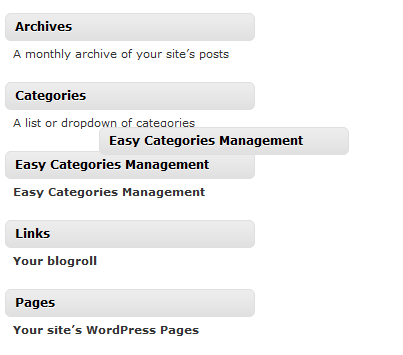 Archives
A monthly archive of your site's posts
Categories
A list or dropdown of categories
Easy Categories Management
Easy Categories Management
Easy Categories Management
Links
Your blogroll
Pages
Your site's WordPress Pages